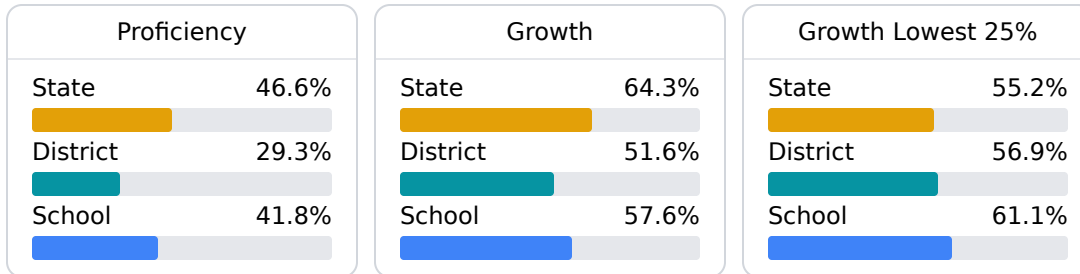 Proficiency
State 46.6%
District 29.3%
School 41.8%
Growth
State 64.3%
District 51.6%
School 57.6%
Growth Lowest 25%
State 55.2%
District 56.9%
School 61.1%